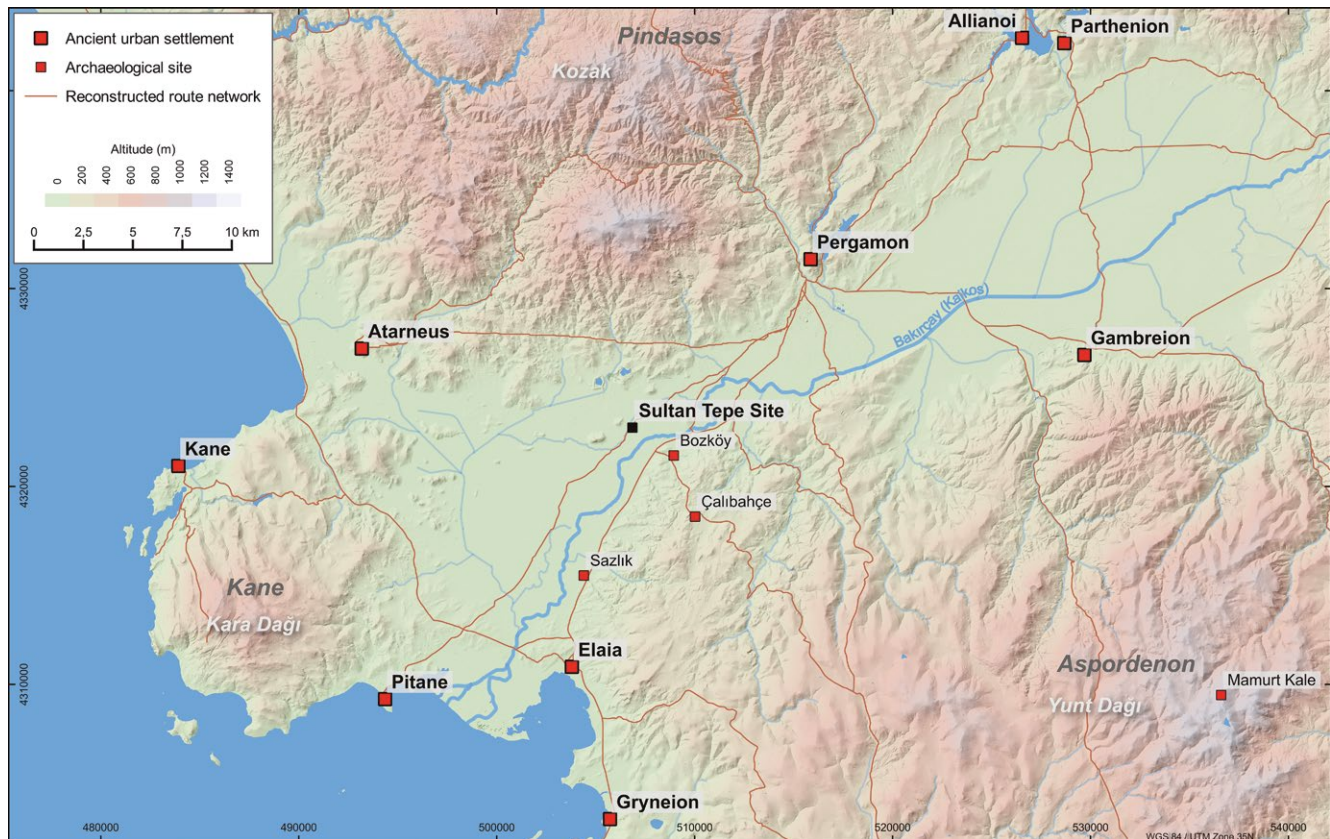 Ancient urban settlement
Archaeological site
Reconstructed route network
Altitude (m)
0 200 400 600 800 1000 1200 1400
0 2,5 5 7,5 10 km
Pindasos
Kozak
Allianoi
Parthenion
Pergamon
Bakırçay (Kaikos)
4330000
Atarneus
Gambreion
Sultan Tepe Site
Bozköy
Kane
4320000
Çalıbahçe
Sazlık
Kane
Kara Dağı
Elaia
Aspordenon
Mamurt Kale
Yunt Dağı
4310000
Pitane
Gryneion
480000 490000 500000 510000 520000 530000 540000
WGS 84 / UTM Zone 35N